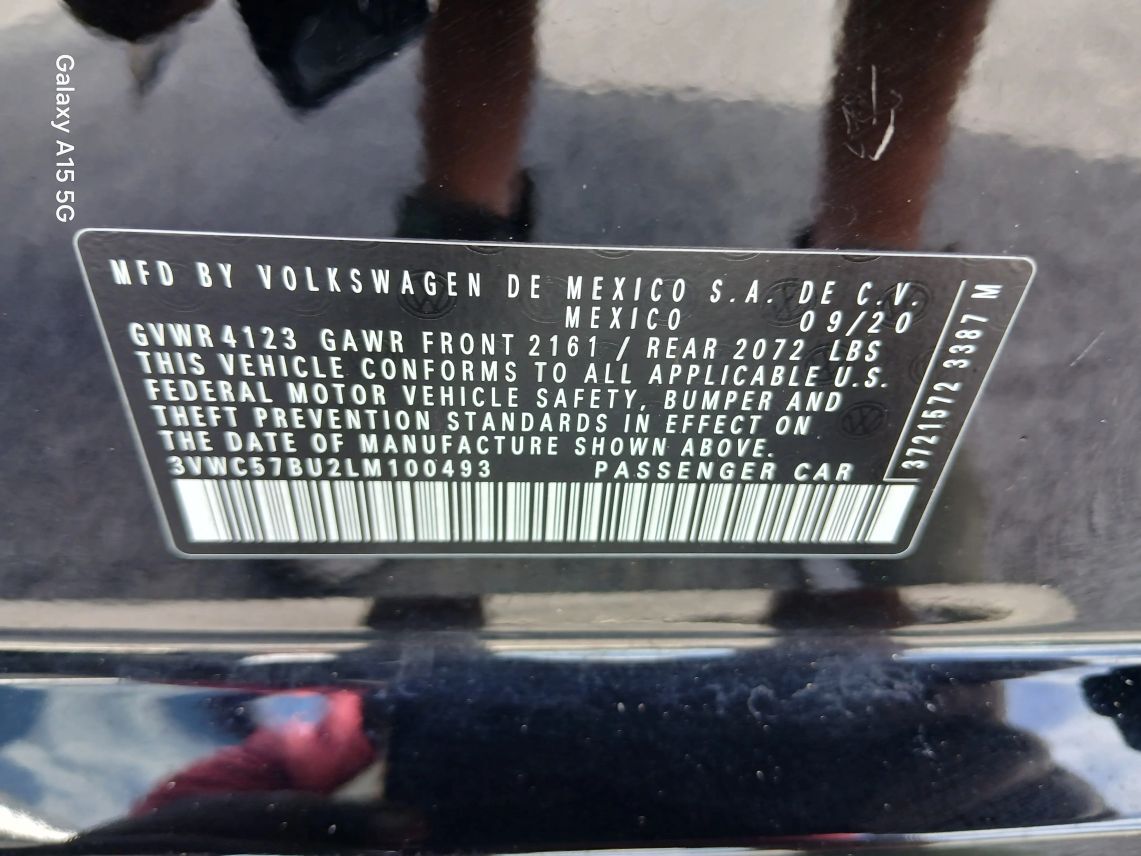 Galaxy A15 5G
MFD BY VOLKSWAGEN DE MEXICO S.A. DE C.V.
MEXICO 09/20
GVWR 4123 GAWR FRONT 2161 / REAR 2072 LBS
THIS VEHICLE CONFORMS TO ALL APPLICABLE U.S.
FEDERAL MOTOR VEHICLE SAFETY, BUMPER AND
THEFT PREVENTION STANDARDS IN EFFECT ON
THE DATE OF MANUFACTURE SHOWN ABOVE.
3VWC57BU2LM100493 PASSENGER CAR
3721572 3387 M